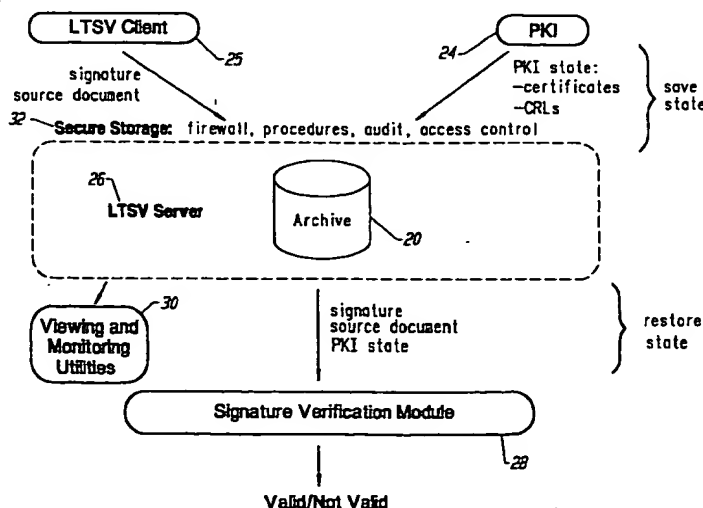 LTSV Client
25
24
PKI
signature
source document
PKI state:
-certificates
-CRLs
save
state
32
Secure Storage: firewall, procedures, audit, access control
26
LTSV Server
Archive
20
30
Viewing and
Monitoring
Utilities
signature
source document
PKI state
restore
state
Signature Verification Module
28
Valid/Not Valid